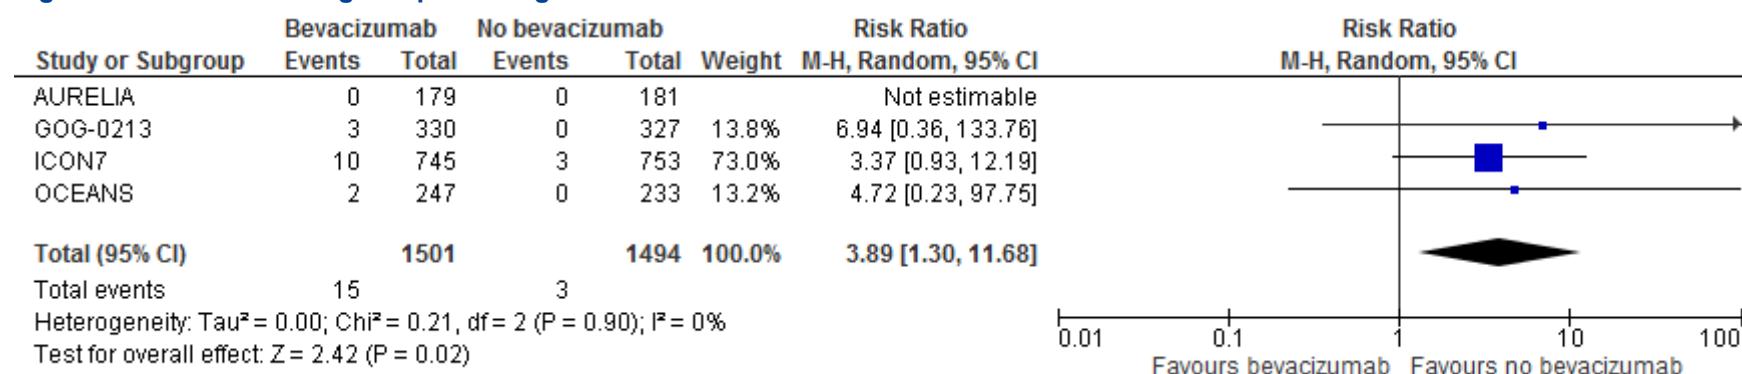 Bevacizumab No bevacizumab Risk Ratio Risk Ratio
Study or Subgroup Events Total Events Total Weight M-H, Random, 95% CI M-H, Random, 95% CI
AURELIA 0 179 0 181 Not estimable
GOG-0213 3 330 0 327 13.8% 6.94 [0.36, 133.76]
ICON7 10 745 3 753 73.0% 3.37 [0.93, 12.19]
OCEANS 2 247 0 233 13.2% 4.72 [0.23, 97.75]
Total (95% CI) 1501 1494 100.0% 3.89 [1.30, 11.68]
Total events 15 3
Heterogeneity: Tau² = 0.00; Chi² = 0.21, df = 2 (P = 0.90); I² = 0%
Test for overall effect: Z = 2.42 (P = 0.02)
0.01 0.1 1 10 100
Favours bevacizumab Favours no bevacizumab